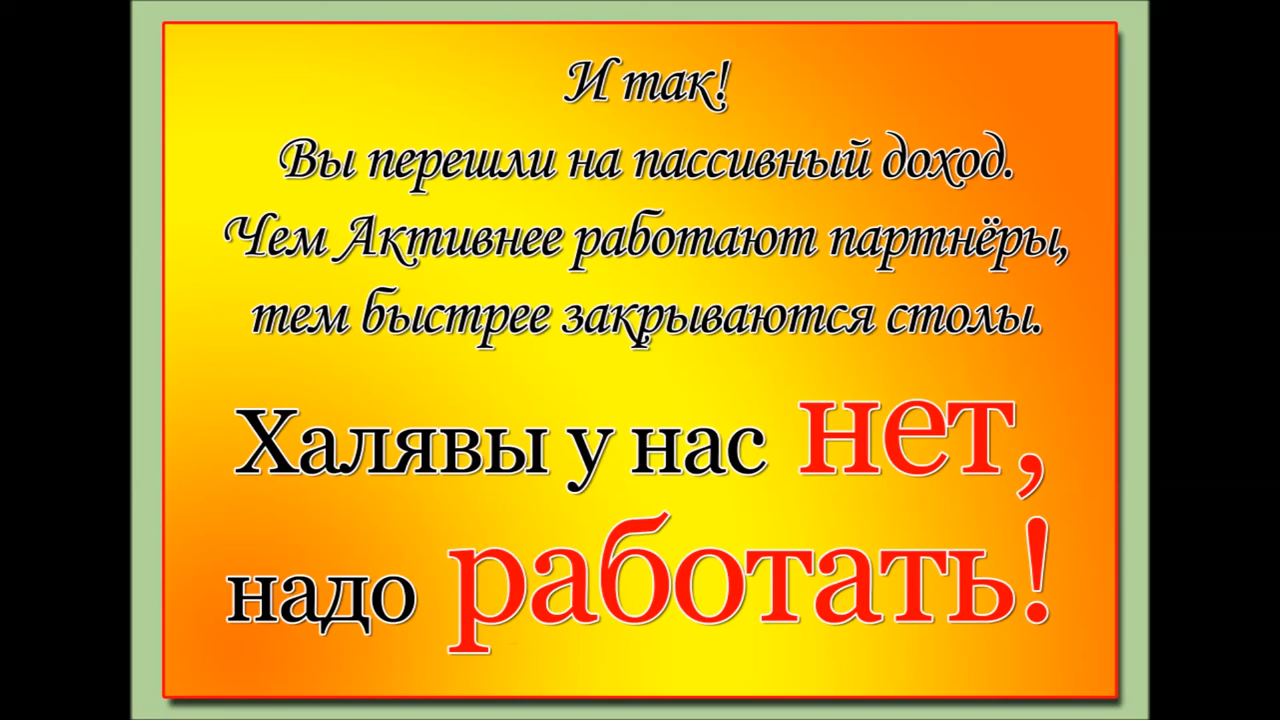 И так!
Вы перешли на пассивный доход.
Чем Активнее работают партнёры,
тем быстрее закрываются столы.
Халявы у нас нет,
надо работать!